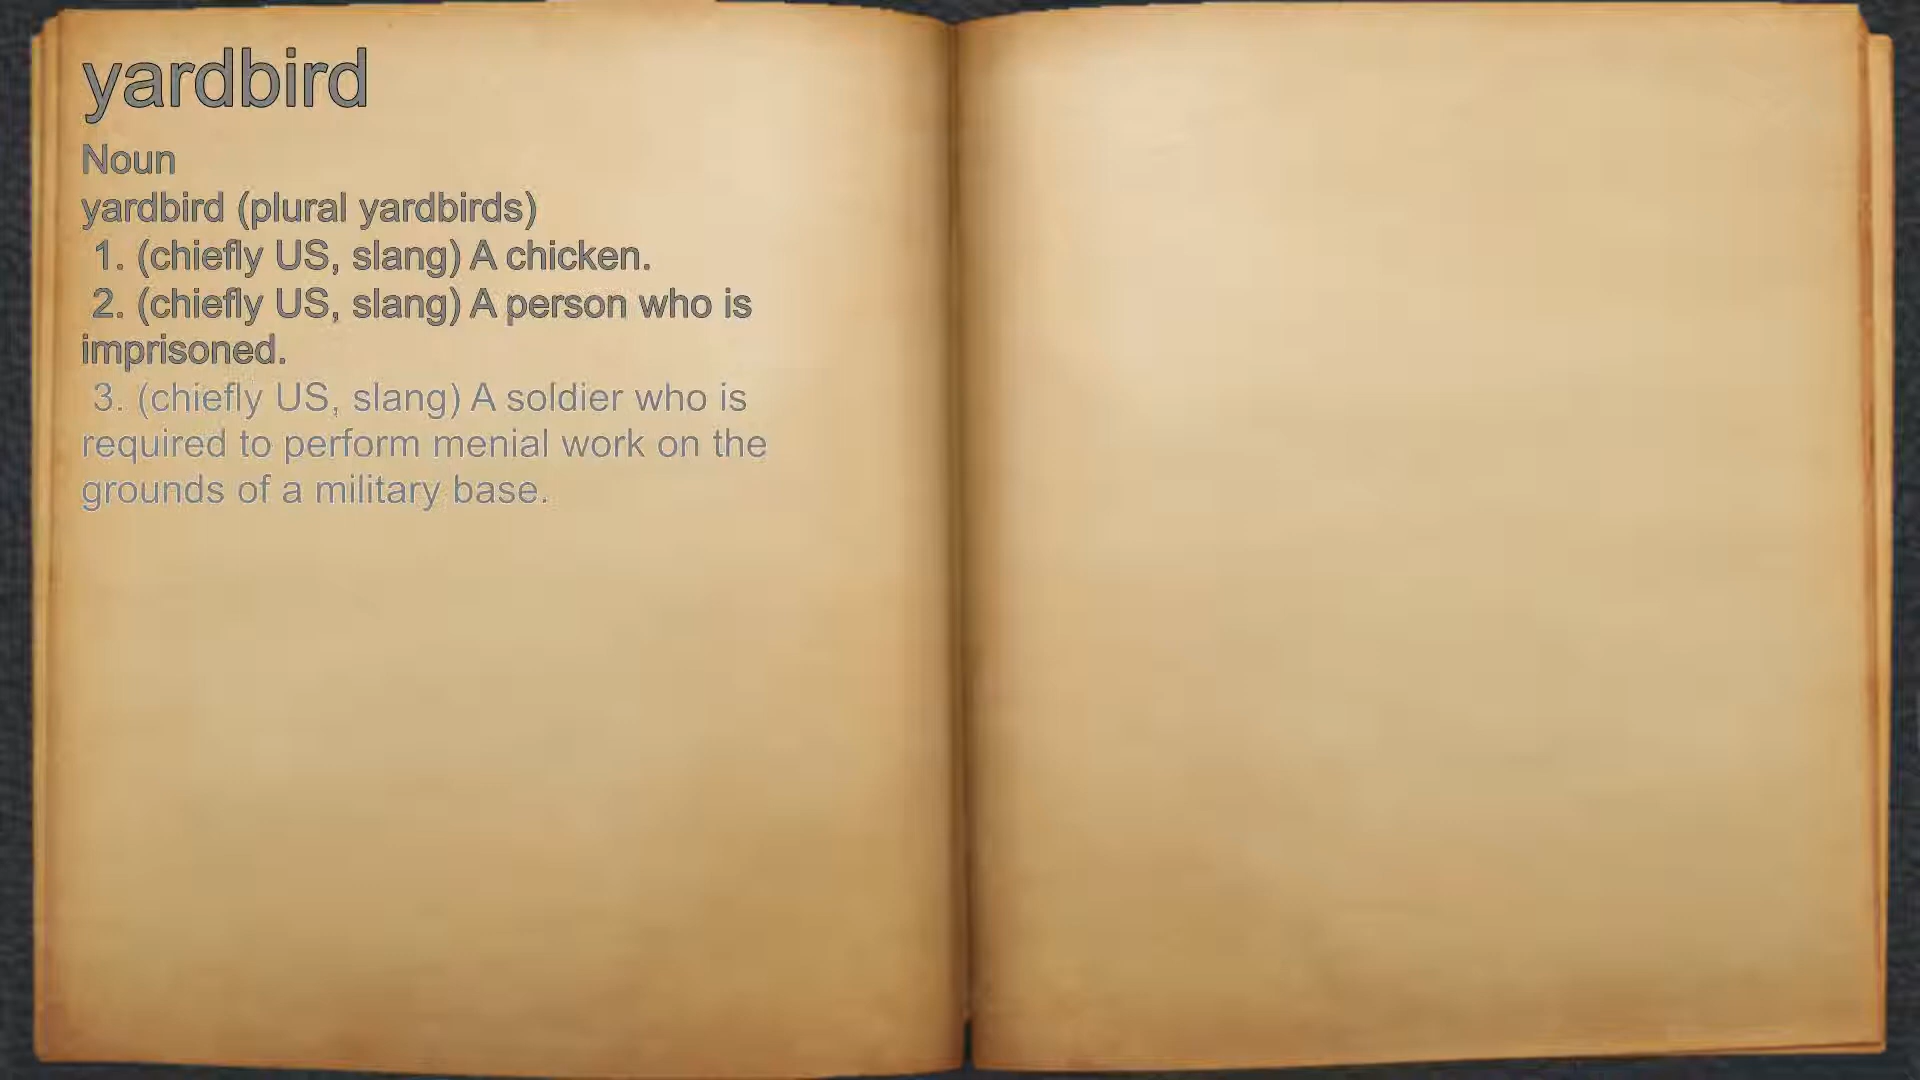 yardbird
Noun
yardbird (plural yardbirds)
1. (chiefly US, slang) A chicken.
2. (chiefly US, slang) A person who is
imprisoned.
3. (chiefly US, slang) A soldier who is
required to perform menial work on the
grounds of a military base.